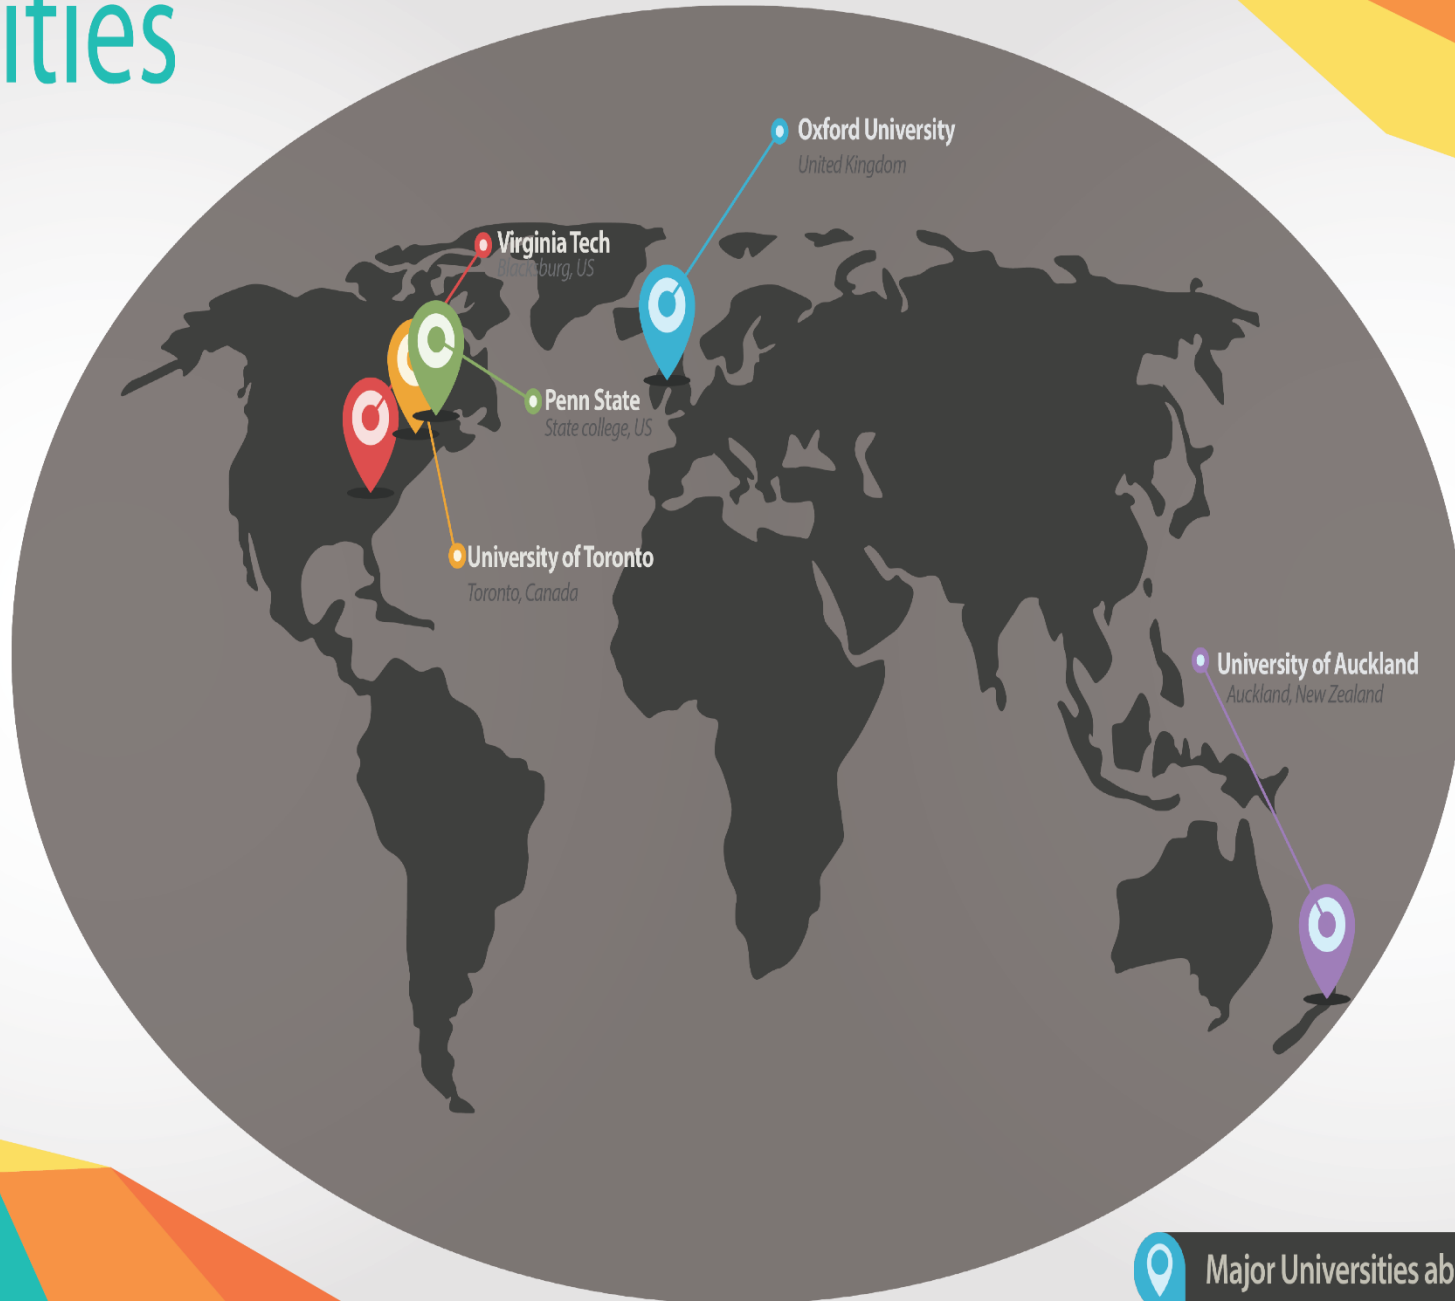 ities
Oxford University
United Kingdom
Virginia Tech
Blacksburg, US
Penn State
State college, US
University of Toronto
Toronto, Canada
University of Auckland
Auckland, New Zealand
Major Universities ab